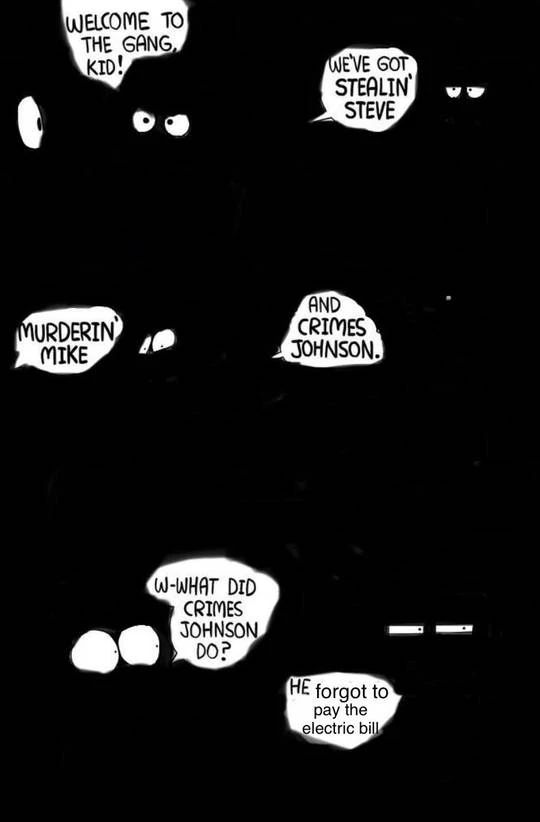 WELCOME TO
THE GANG,
KID!
WE'VE GOT
STEALIN'
STEVE
MURDERIN'
MIKE
AND
CRIMES
JOHNSON.
W-WHAT DID
CRIMES
JOHNSON
DO?
HE forgot to
pay the
electric bill